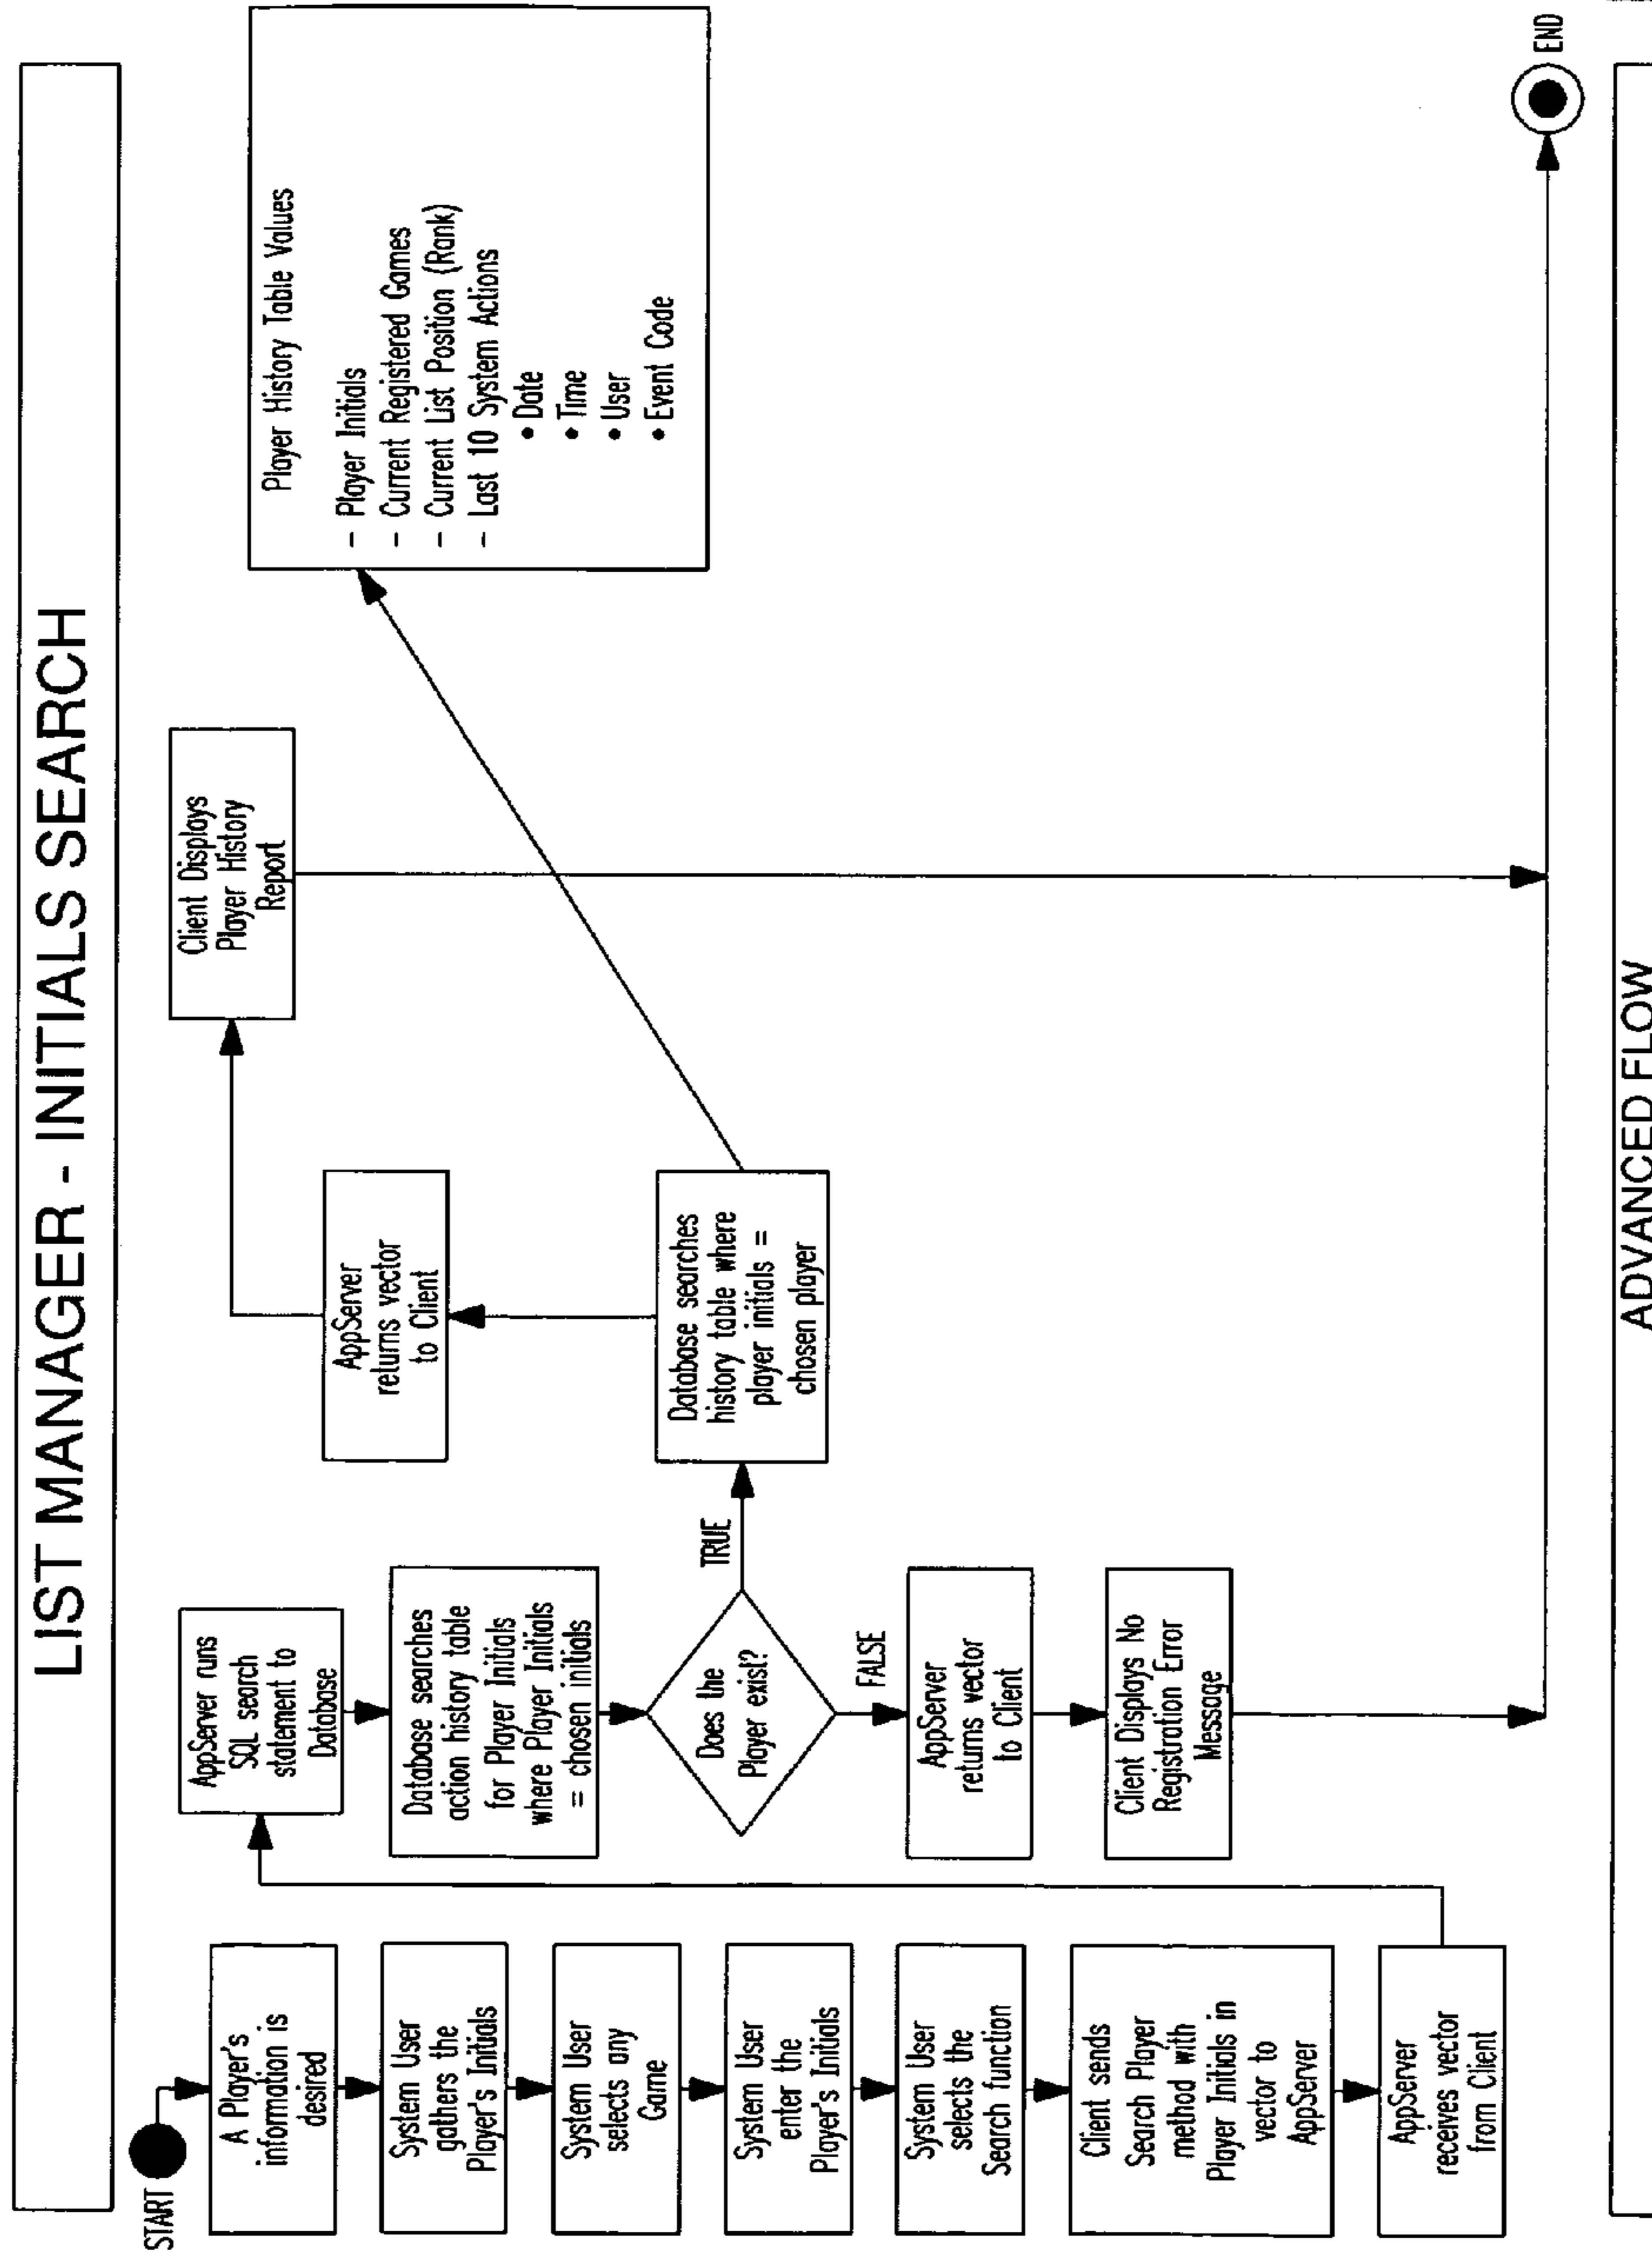 LIST MANAGER - INITIALS SEARCH
START
A Player's
information is
desired
System User
gathers the
Player's Initials
System User
selects any
Game
System User
enter the
Player's Initials
System User
selects the
Search function
Client sends
Search Player
method with
Player Initials in
vector to
AppServer
AppServer
receives vector
from Client
AppServer runs
SQL search
statement to
Database
Database searches
action history table
for Player Initials
where Player Initials
= chosen initials
Does the
Player exist?
TRUE
FALSE
AppServer
returns vector
to Client
Client Displays No
Registration Error
Message
Database searches
history table where
player initials =
chosen player
AppServer
returns vector
to Client
Client Displays
Player History
Report
Player History Table Values
- Player Initials
- Current Registered Games
- Current List Position (Rank)
- Last 10 System Actions
• Date
• Time
• User
• Event Code
END
ADVANCED FLOW